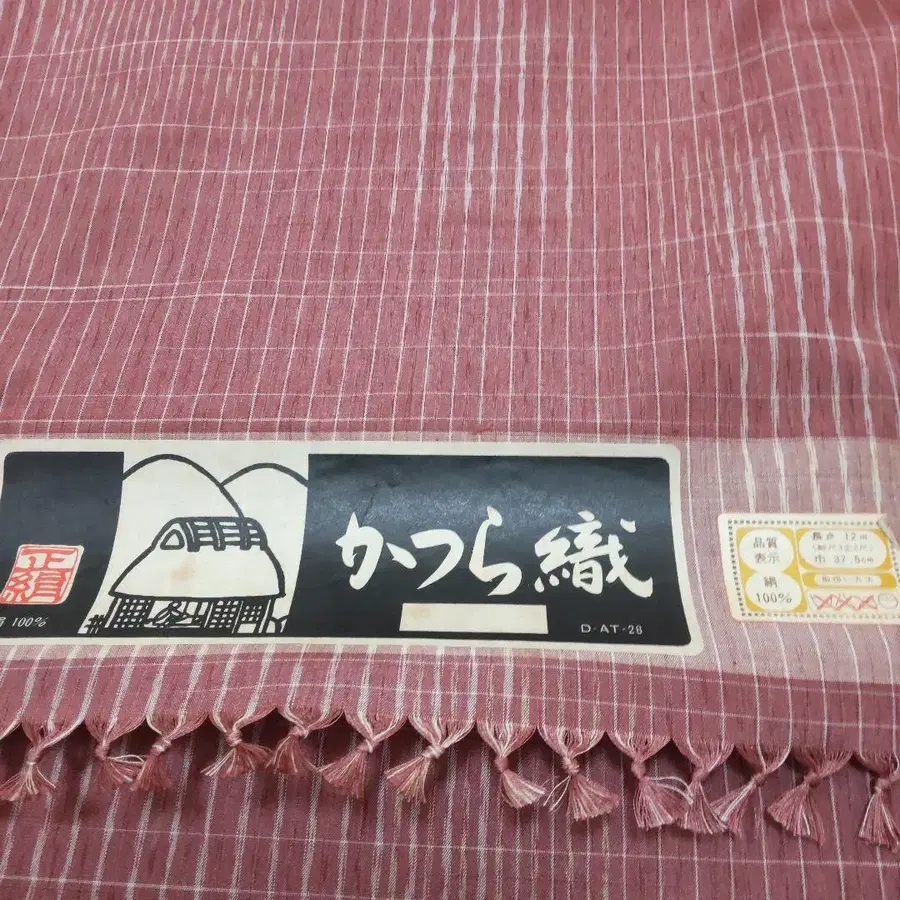 正絹
100%
かつら織
D-AT-28
品質
表示
絹
100%
長さ 12m
巾 37.5cm